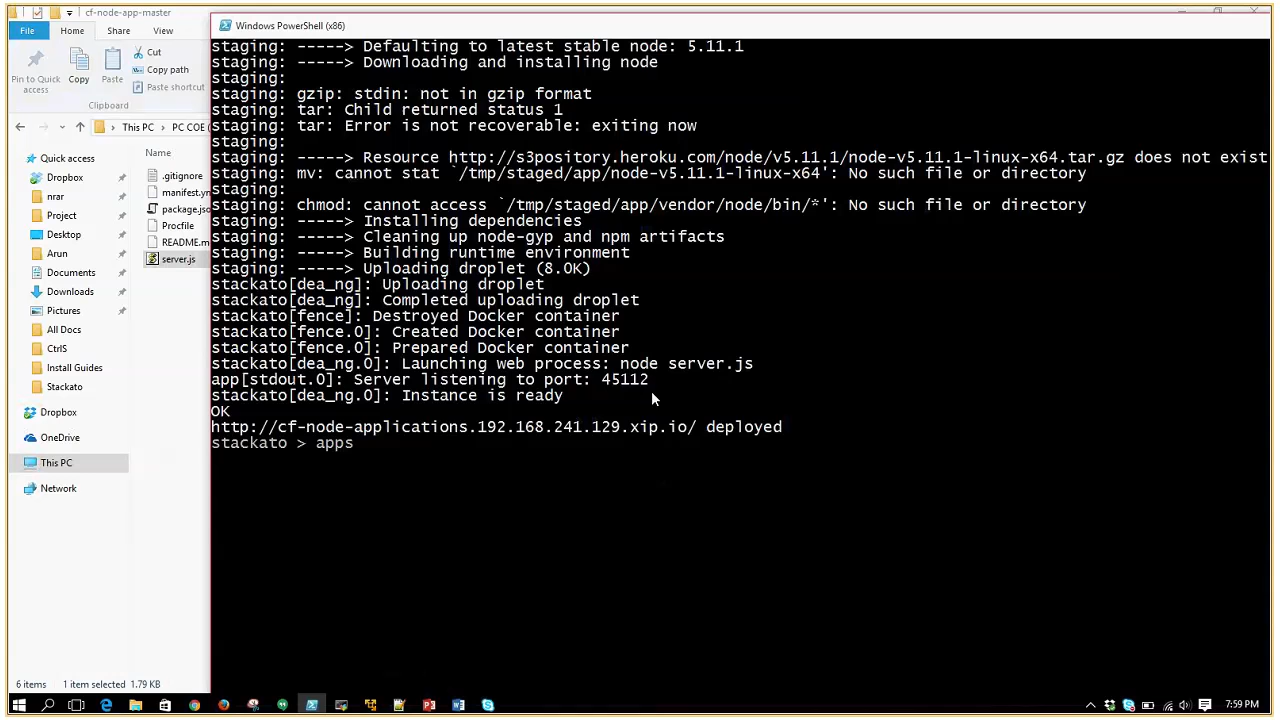 cf-node-app-master
Windows PowerShell (x86)
File
Home
Share
View
Pin to Quick access
Copy
Paste
Cut
Copy path
Paste shortcut
Clipboard
This PC
PC COE (
Name
Quick access
Dropbox
nrar
Project
Desktop
Arun
Documents
Downloads
Pictures
All Docs
CtrlS
Install Guides
Stackato
Dropbox
OneDrive
This PC
Network
.gitignore
manifest.ym
package.jso
Procfile
README.m
server.js
staging: -----> Defaulting to latest stable node: 5.11.1
staging: -----> Downloading and installing node
staging:
staging: gzip: stdin: not in gzip format
staging: tar: Child returned status 1
staging: tar: Error is not recoverable: exiting now
staging:
staging: -----> Resource http://s3pository.heroku.com/node/v5.11.1/node-v5.11.1-linux-x64.tar.gz does not exist
staging: mv: cannot stat `/tmp/staged/app/node-v5.11.1-linux-x64': No such file or directory
staging:
staging: chmod: cannot access `/tmp/staged/app/vendor/node/bin/*': No such file or directory
staging: -----> Installing dependencies
staging: -----> Cleaning up node-gyp and npm artifacts
staging: -----> Building runtime environment
staging: -----> Uploading droplet (8.0K)
stackato[dea_ng]: Uploading droplet
stackato[dea_ng]: Completed uploading droplet
stackato[fence]: Destroyed Docker container
stackato[fence.0]: Created Docker container
stackato[fence.0]: Prepared Docker container
stackato[dea_ng.0]: Launching web process: node server.js
app[stdout.0]: Server listening to port: 45112
stackato[dea_ng.0]: Instance is ready
OK
http://cf-node-applications.192.168.241.129.xip.io/ deployed
stackato > apps
6 items
1 item selected 1.79 KB
7:59 PM